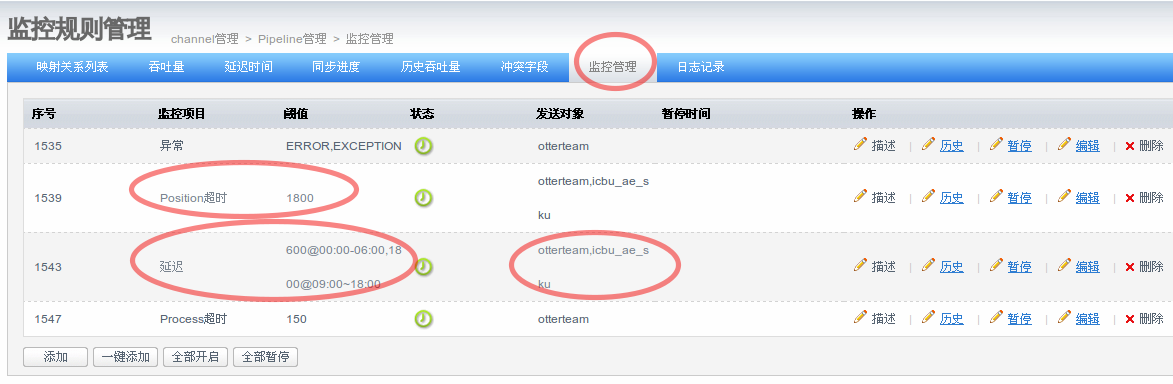 监控规则管理 channel管理 > Pipeline管理 > 监控管理
映射关系列表 吞吐量 延迟时间 同步进度 历史吞吐量 冲突字段 监控管理 日志记录
序号 监控项目 阈值 状态 发送对象 暂停时间 操作
1535 异常 ERROR,EXCEPTION otterteam 描述 | 历史 | 暂停 | 编辑 | 删除
otterteam,icbu_ae_s
1539 Position超时 1800 描述 | 历史 | 暂停 | 编辑 | 删除
ku
600@00:00-06:00,18 otterteam,icbu_ae_s
1543 延迟 描述 | 历史 | 暂停 | 编辑 | 删除
00@09:00~18:00 ku
1547 Process超时 150 otterteam 描述 | 历史 | 暂停 | 编辑 | 删除
添加 一键添加 全部开启 全部暂停